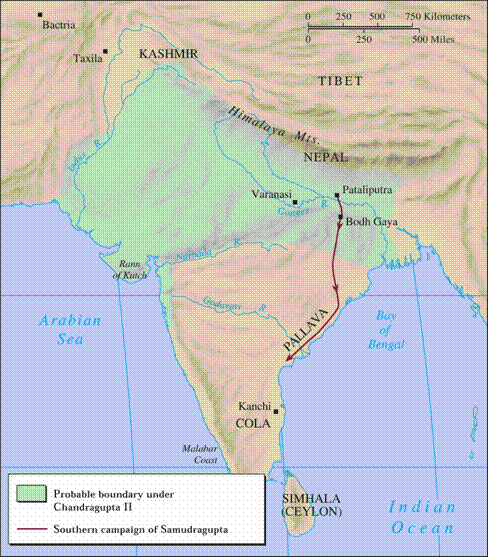 Bactria
0 250 500 750 Kilometers
0 250 500 Miles
Taxila
KASHMIR
TIBET
Himalaya Mts.
NEPAL
Indus R.
Pataliputra
Varanasi
Ganges R.
Bodh Gaya
Narbada R.
Rann
of Kutch
Godavari R.
Arabian
Sea
Bay
of
Bengal
PALLAVA
Kanchi
COLA
Malabar
Coast
SIMHALA
(CEYLON)
Indian
Ocean
Probable boundary under
Chandragupta II
Southern campaign of Samudragupta